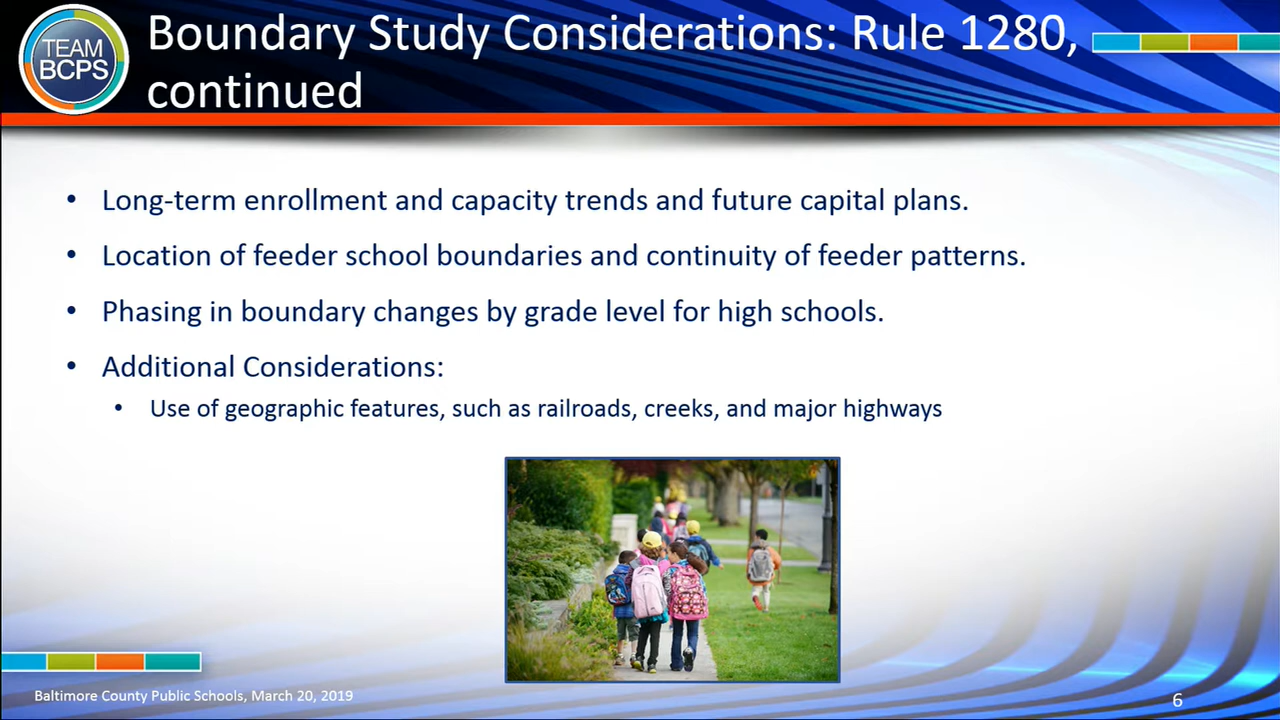 TEAM
BCPS
Boundary Study Considerations: Rule 1280,
continued
• Long-term enrollment and capacity trends and future capital plans.
• Location of feeder school boundaries and continuity of feeder patterns.
• Phasing in boundary changes by grade level for high schools.
• Additional Considerations:
• Use of geographic features, such as railroads, creeks, and major highways
Baltimore County Public Schools, March 20, 2019
6